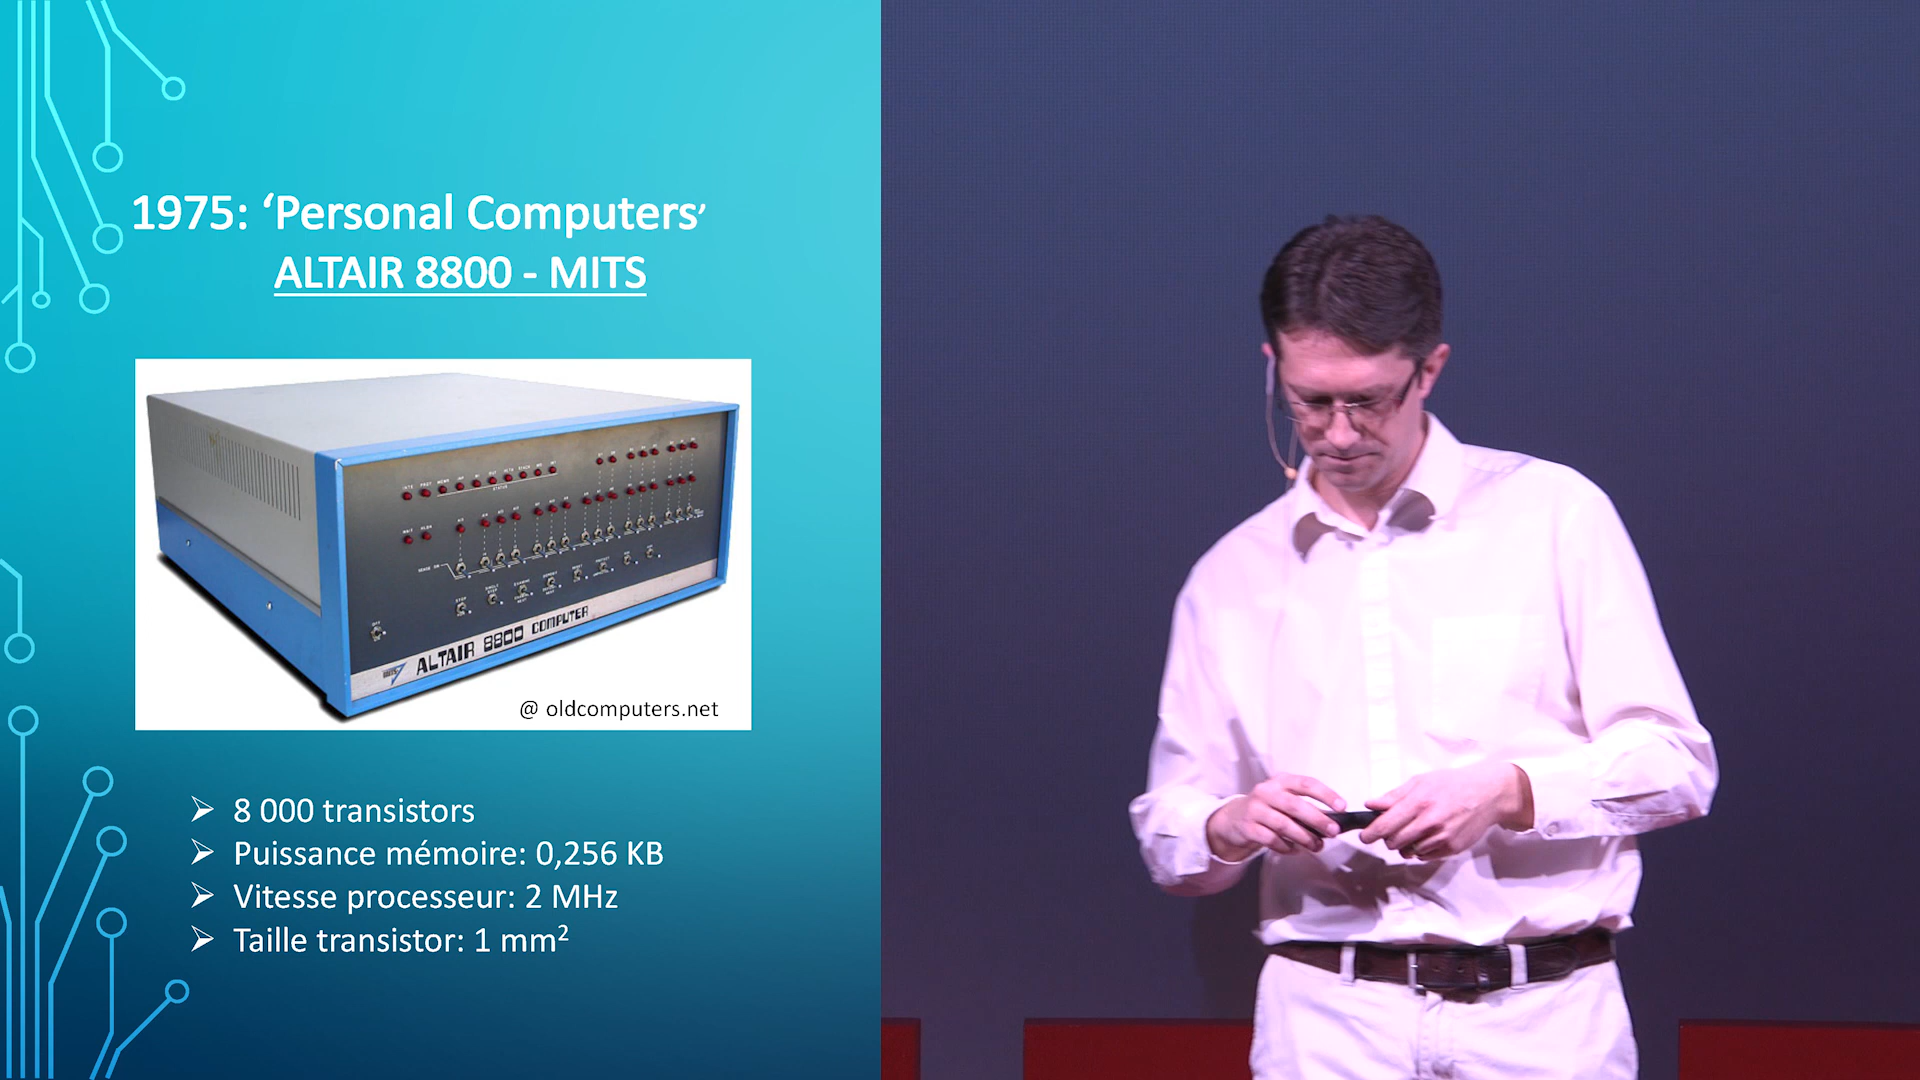 1975: ‘Personal Computers’
ALTAIR 8800 - MITS
ALTAIR 8800 COMPUTER
@ oldcomputers.net
➢ 8 000 transistors
➢ Puissance mémoire: 0,256 KB
➢ Vitesse processeur: 2 MHz
➢ Taille transistor: 1 mm²